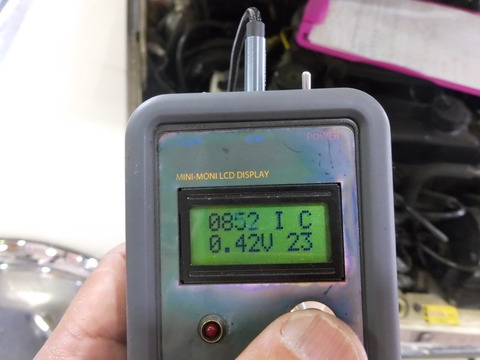 POWER
MINI-MONI LCD DISPLAY
0852 I C
0.42V 23